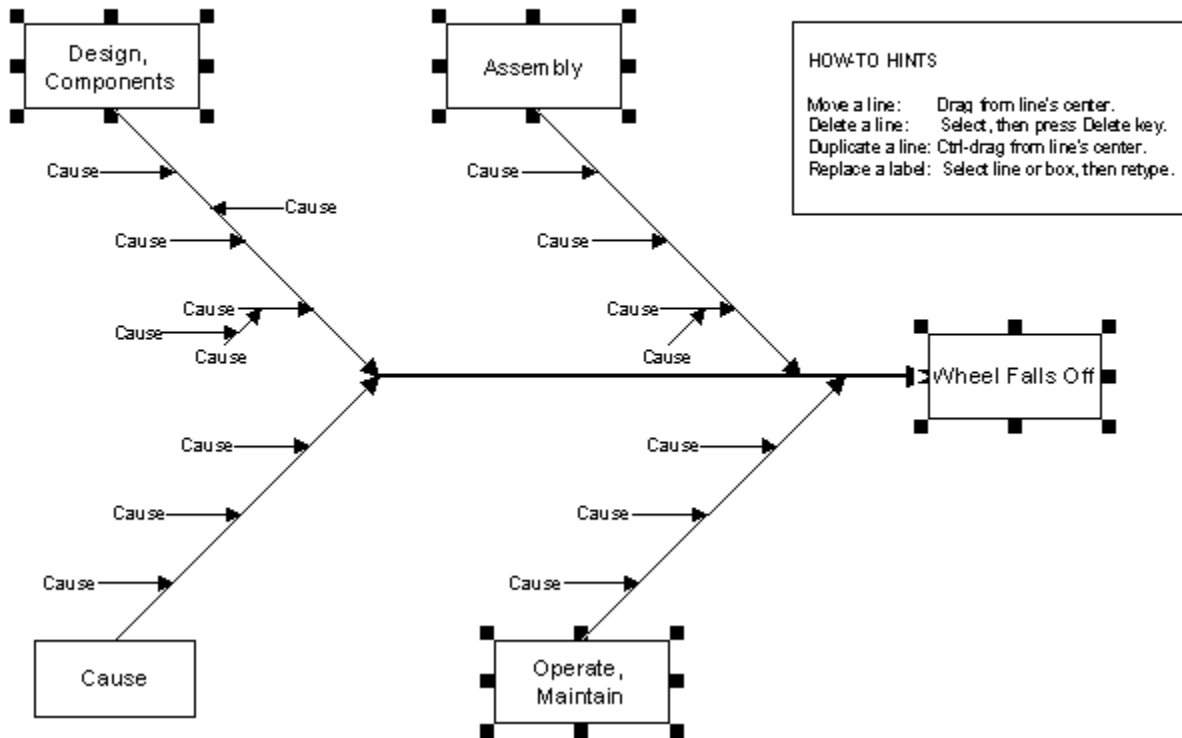 Design,
Components
Assembly
HOW-TO HINTS
Move a line: Drag from line's center.
Delete a line: Select, then press Delete key.
Duplicate a line: Ctrl-drag from line's center.
Replace a label: Select line or box, then retype.
Cause
Cause
Cause
Cause
Cause
Cause
Cause
Cause
Cause
Cause
Wheel Falls Off
Cause
Cause
Cause
Cause
Cause
Cause
Cause
Operate,
Maintain